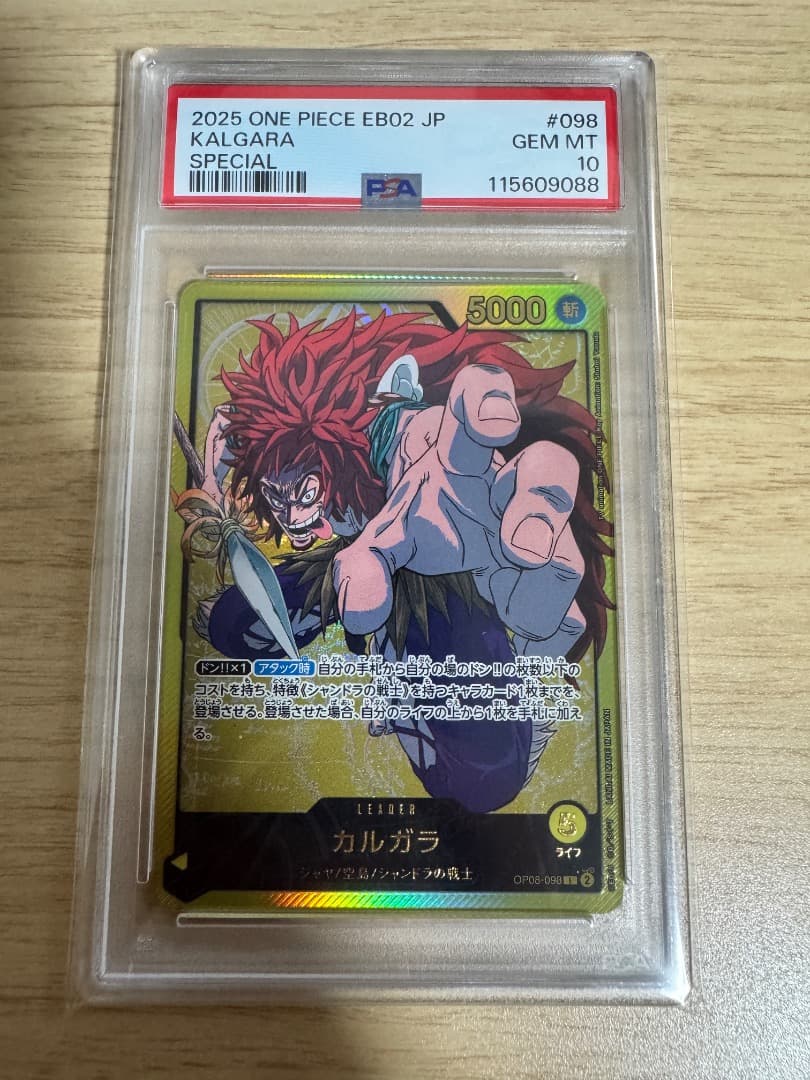 2025 ONE PIECE EB02 JP #098
KALGARA GEM MT
SPECIAL 10
PSA 115609088
5000 斬
ドン!!×1 アタック時 自分の手札から自分の場のドン!!の枚数以下の
コストを持ち、特徴《シャンドラの戦士》を持つキャラカード1枚までを、
登場させる。登場させた場合、自分のライフの上から1枚を手札に加え
る。
LEADER
カルガラ
5
ライフ
シャヤ/空島/シャンドラの戦士
OP08-098 L 2
BANDAI MADE IN JAPAN